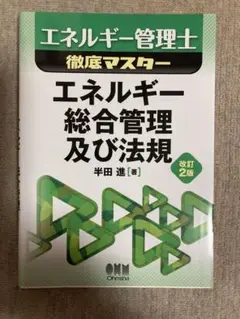 エネルギー管理士
徹底マスター
エネルギー
総合管理
及び法規
改訂
2版
半田 進[著]
OHM
Ohmsha